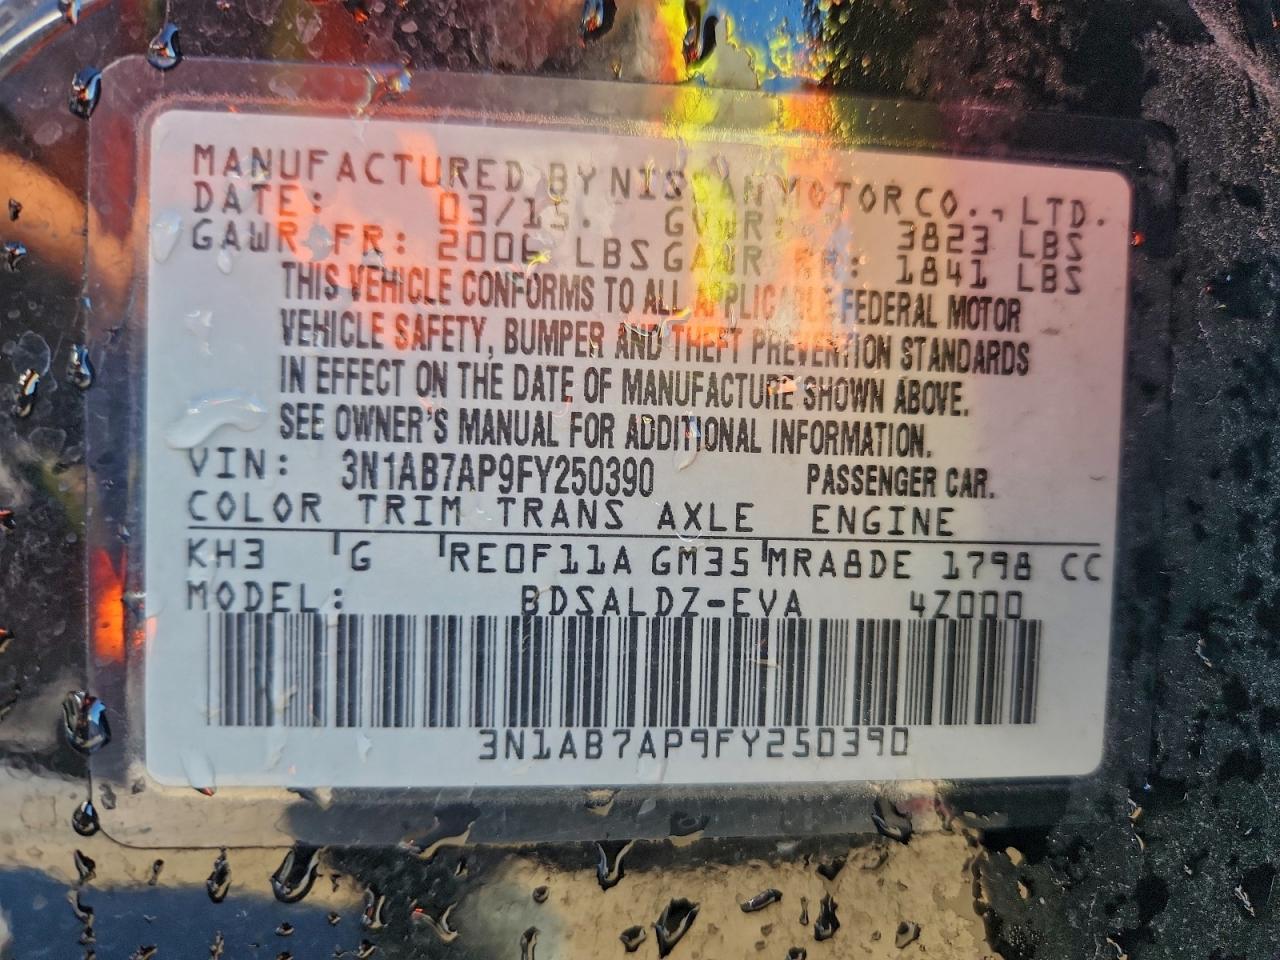 MANUFACTURED BY NISSAN MOTOR CO., LTD.
DATE: 03/15. GVWR: 3823 LBS
GAWR FR: 2006 LBS GAWR RR: 1841 LBS
THIS VEHICLE CONFORMS TO ALL APPLICABLE FEDERAL MOTOR
VEHICLE SAFETY, BUMPER AND THEFT PREVENTION STANDARDS
IN EFFECT ON THE DATE OF MANUFACTURE SHOWN ABOVE.
SEE OWNER'S MANUAL FOR ADDITIONAL INFORMATION.
VIN: 3N1AB7AP9FY250390 PASSENGER CAR.
COLOR TRIM TRANS AXLE ENGINE
KH3 G RE0F11A GM35 MRA8DE 1798 CC
MODEL: BDSALDZ-EVA 4Z000
3N1AB7AP9FY250390